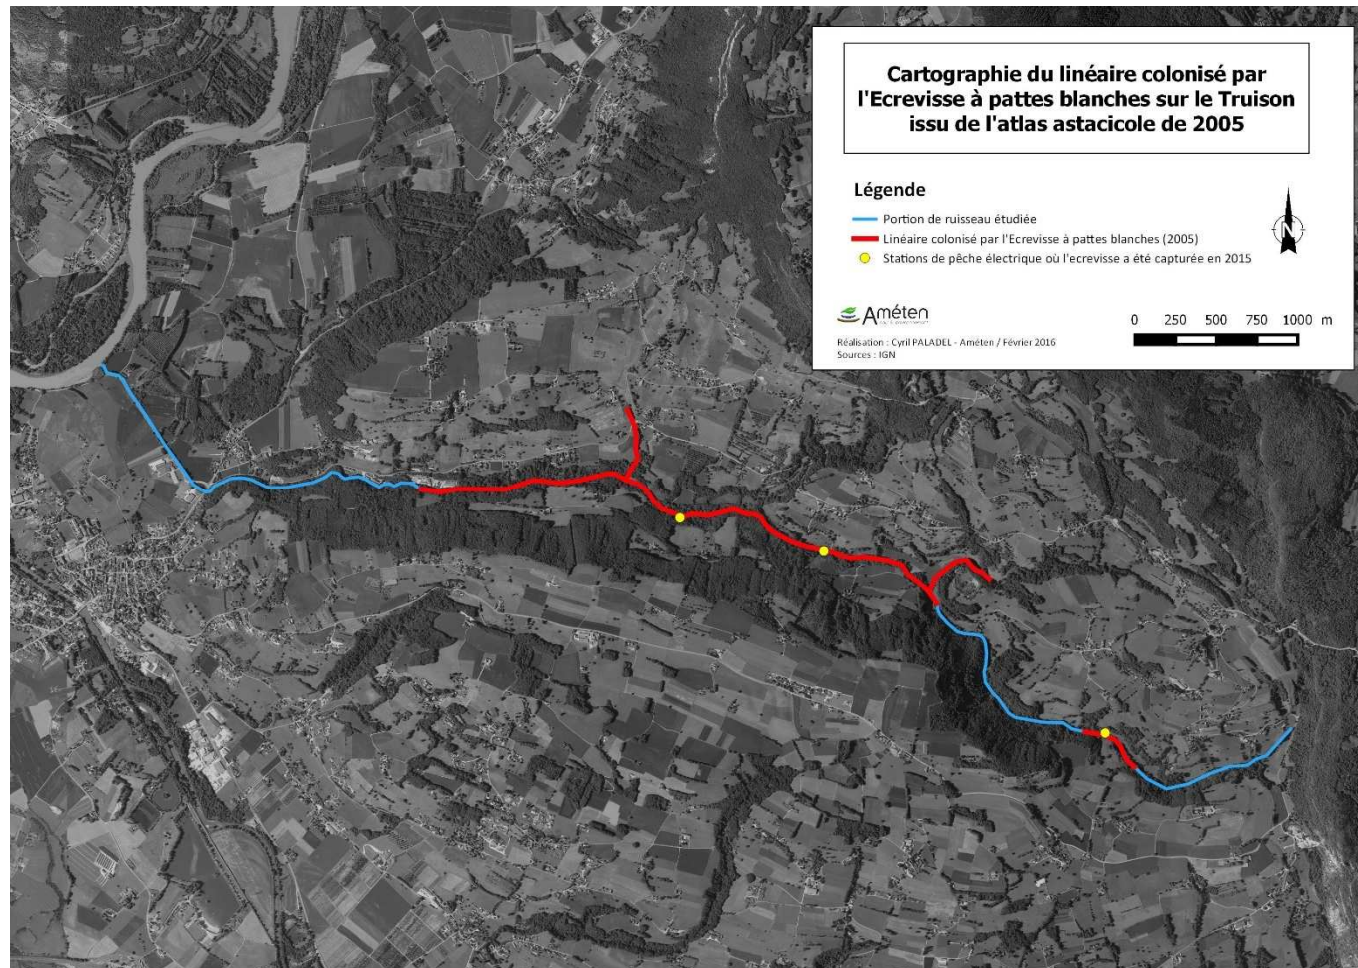 Cartographie du linéaire colonisé par
l'Ecrevisse à pattes blanches sur le Truison
issu de l'atlas astacicole de 2005
Légende
Portion de ruisseau étudiée
Linéaire colonisé par l'Ecrevisse à pattes blanches (2005)
Stations de pêche électrique où l'ecrevisse a été capturée en 2015
N
Améten
0 250 500 750 1000 m
Réalisation : Cyril PALADEL - Améten / Février 2016
Sources : IGN